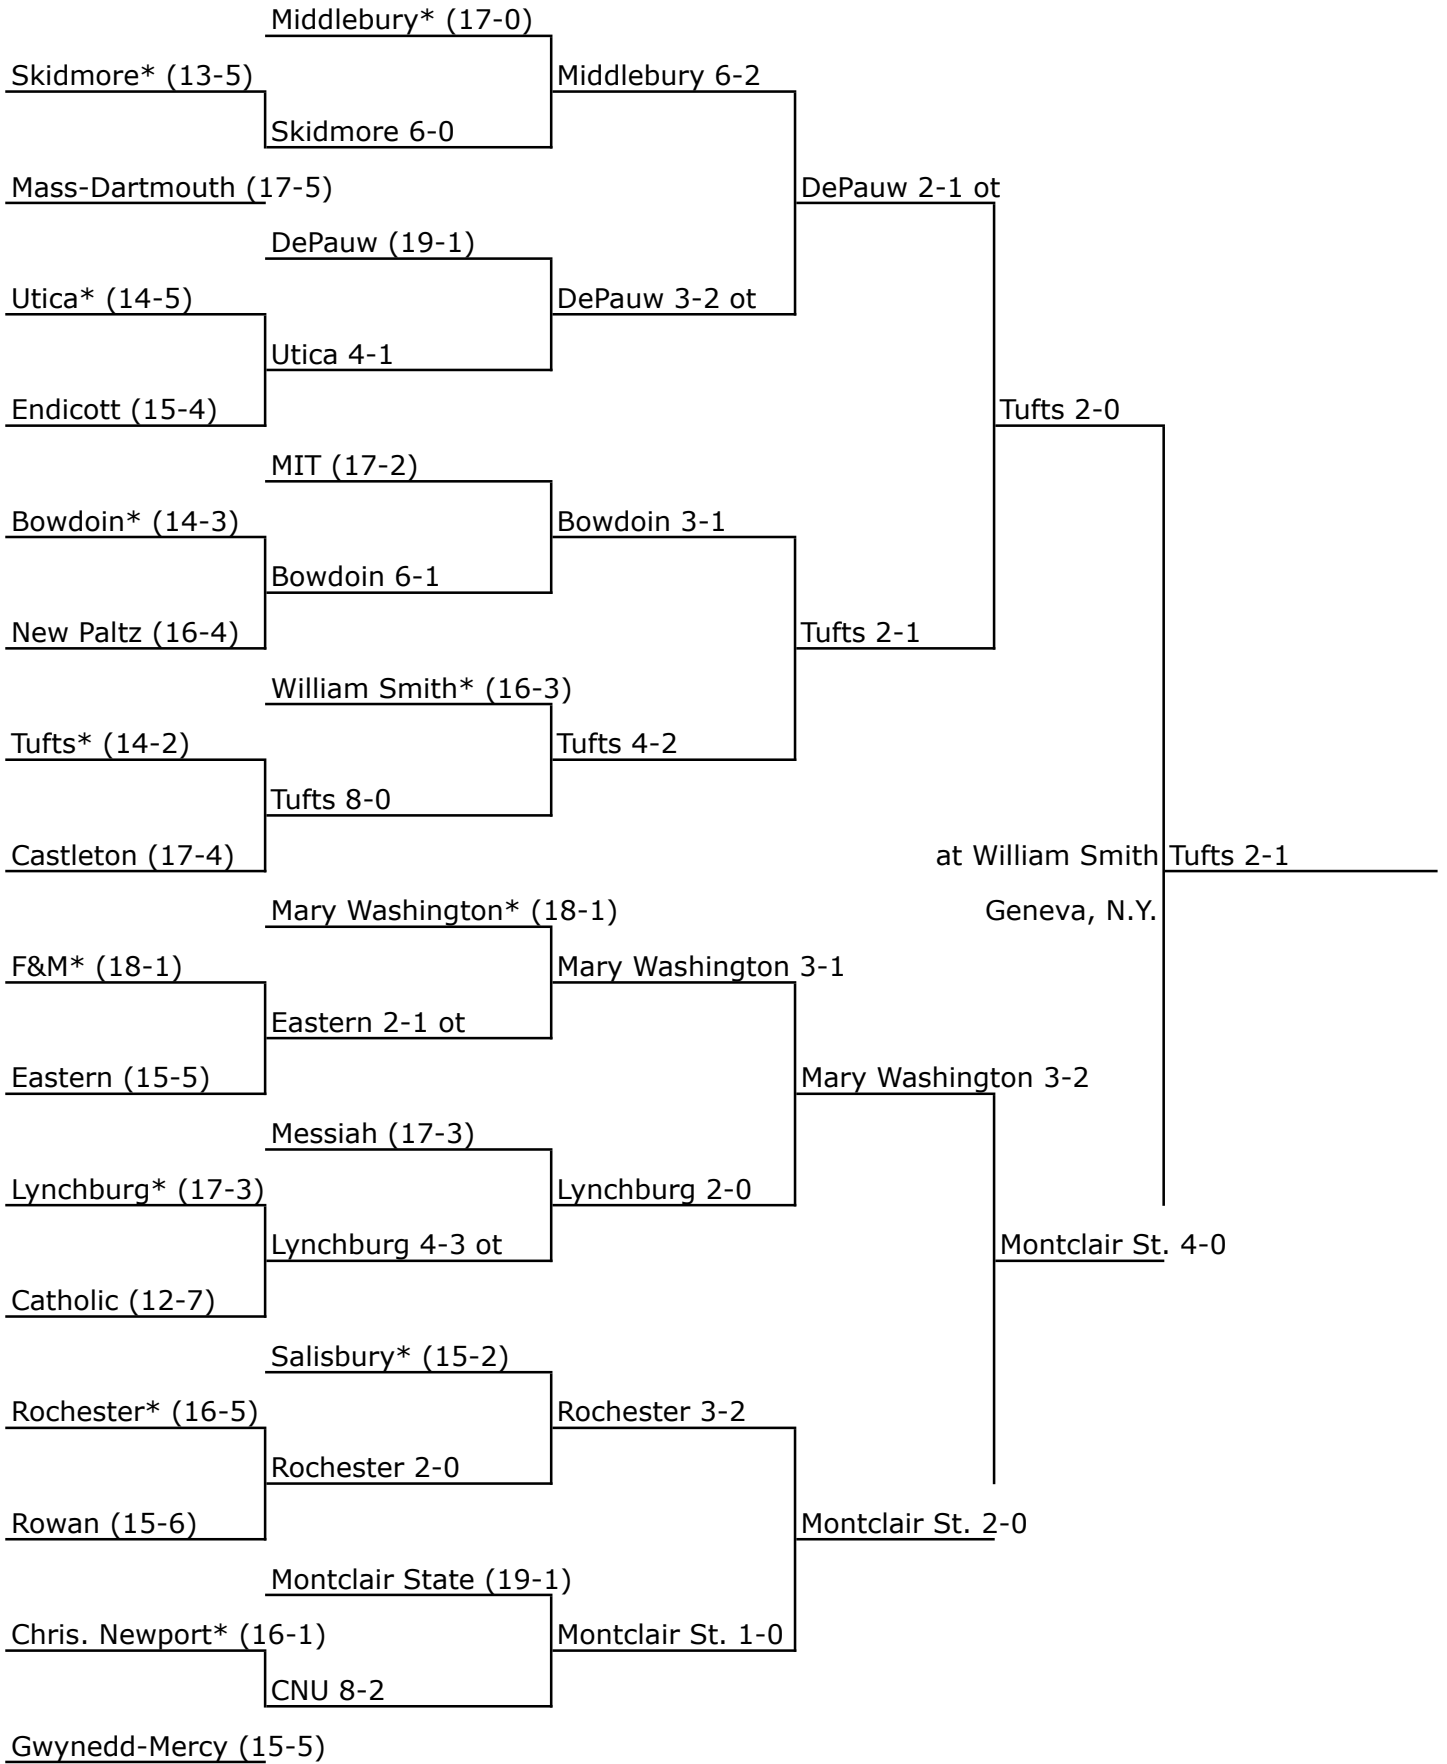 Middlebury* (17-0)
Skidmore* (13-5)
Middlebury 6-2
Skidmore 6-0
Mass-Dartmouth (17-5)
DePauw 2-1 ot
DePauw (19-1)
Utica* (14-5)
DePauw 3-2 ot
Utica 4-1
Endicott (15-4)
Tufts 2-0
MIT (17-2)
Bowdoin* (14-3)
Bowdoin 3-1
Bowdoin 6-1
New Paltz (16-4)
Tufts 2-1
William Smith* (16-3)
Tufts* (14-2)
Tufts 4-2
Tufts 8-0
Castleton (17-4)
at William Smith
Tufts 2-1
Mary Washington* (18-1)
Geneva, N.Y.
F&M* (18-1)
Mary Washington 3-1
Eastern 2-1 ot
Eastern (15-5)
Mary Washington 3-2
Messiah (17-3)
Lynchburg* (17-3)
Lynchburg 2-0
Lynchburg 4-3 ot
Montclair St. 4-0
Catholic (12-7)
Salisbury* (15-2)
Rochester* (16-5)
Rochester 3-2
Rochester 2-0
Rowan (15-6)
Montclair St. 2-0
Montclair State (19-1)
Chris. Newport* (16-1)
Montclair St. 1-0
CNU 8-2
Gwynedd-Mercy (15-5)